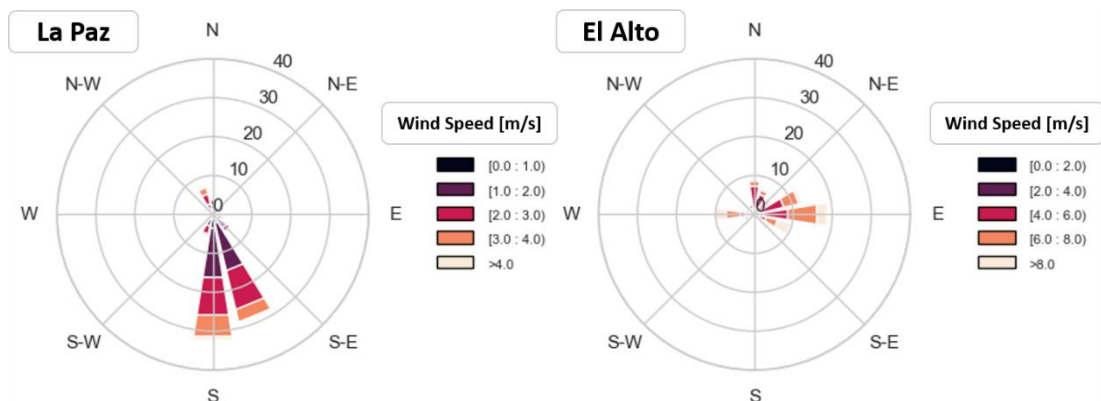 La Paz
N
N-W
N-E
W
E
S-W
S-E
S
40
30
20
10
0
Wind Speed [m/s]
[0.0 : 1.0)
[1.0 : 2.0)
[2.0 : 3.0)
[3.0 : 4.0)
>4.0
El Alto
N
N-W
N-E
W
E
S-W
S-E
S
40
30
20
10
0
Wind Speed [m/s]
[0.0 : 2.0)
[2.0 : 4.0)
[4.0 : 6.0)
[6.0 : 8.0)
>8.0